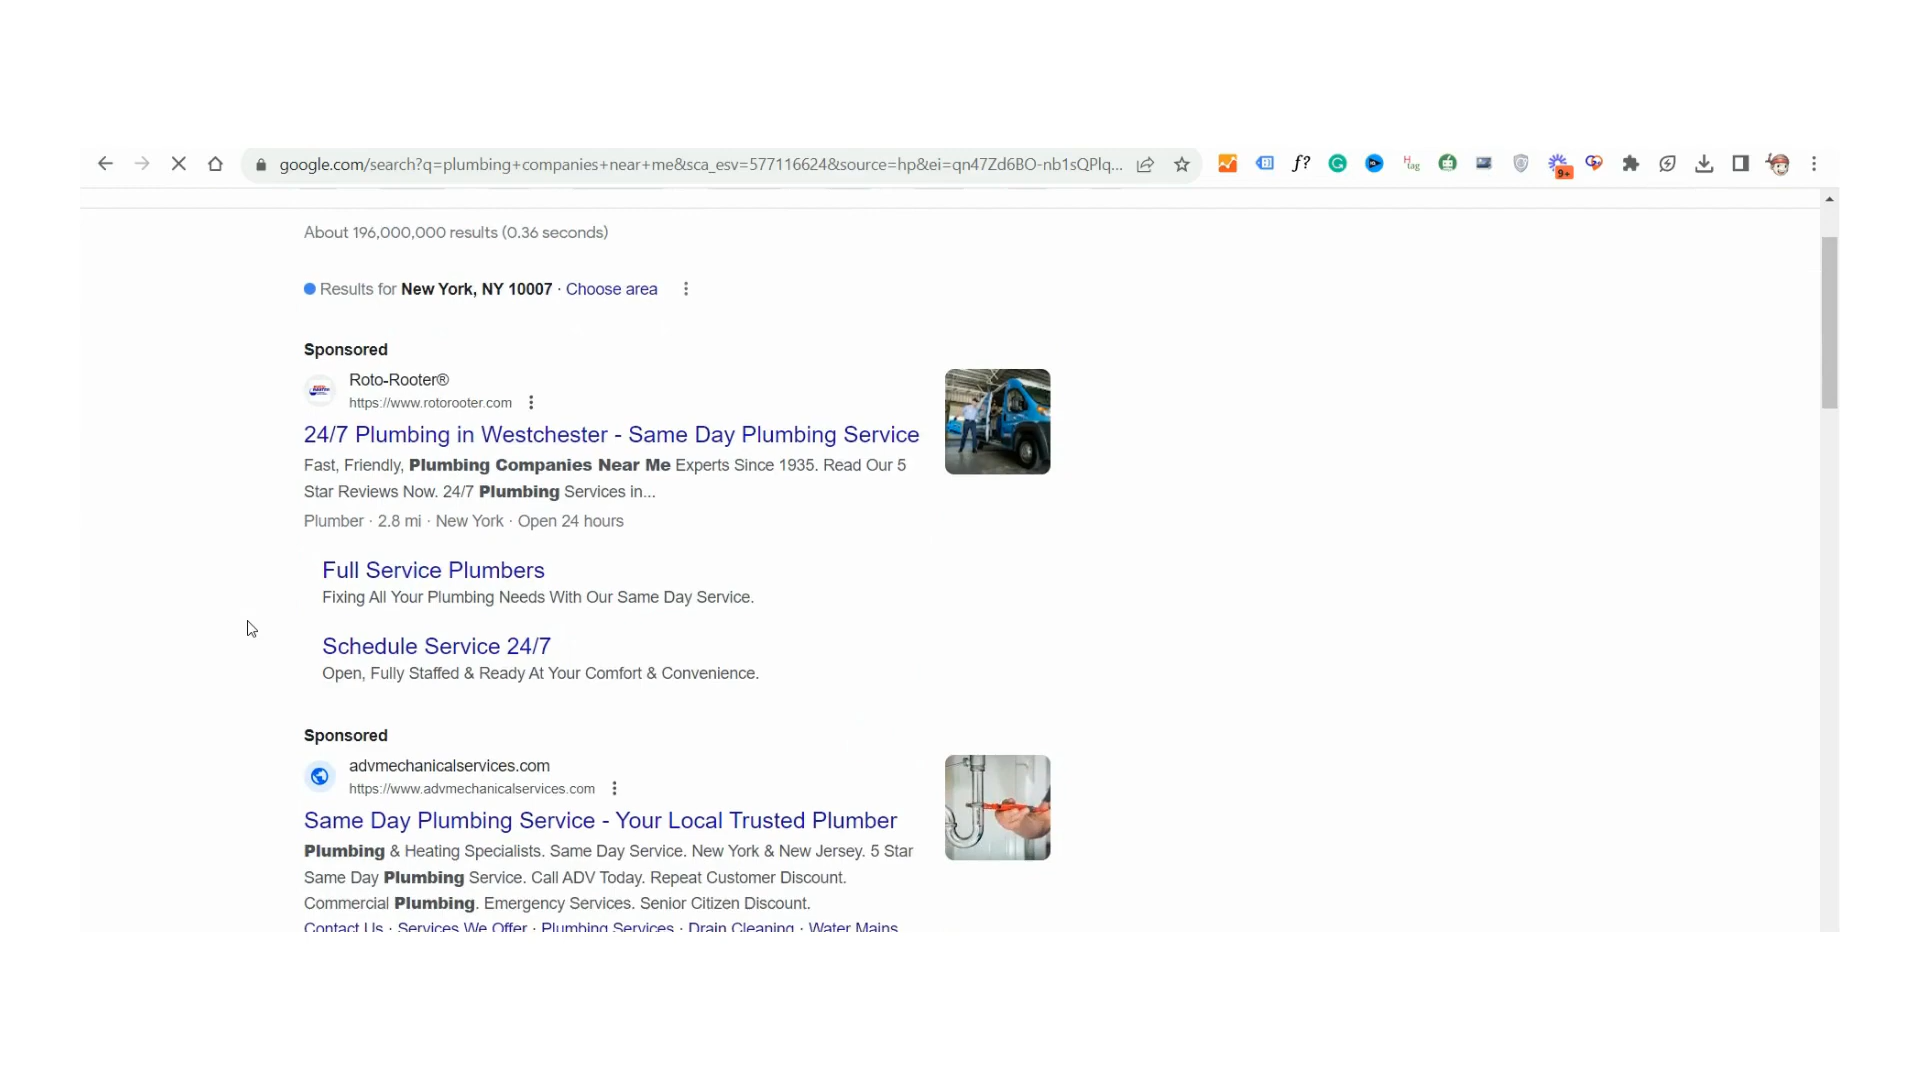 google.com/search?q=plumbing+companies+near+me&sca_esv=577116624&source=hp&ei=qn47Zd6BO-nb1sQPlq...
f?
H
tag
9+
About 196,000,000 results (0.36 seconds)
Results for New York, NY 10007 · Choose area
Sponsored
Roto-Rooter®
https://www.rotorooter.com
24/7 Plumbing in Westchester - Same Day Plumbing Service
Fast, Friendly, Plumbing Companies Near Me Experts Since 1935. Read Our 5
Star Reviews Now. 24/7 Plumbing Services in...
Plumber · 2.8 mi · New York · Open 24 hours
Full Service Plumbers
Fixing All Your Plumbing Needs With Our Same Day Service.
Schedule Service 24/7
Open, Fully Staffed & Ready At Your Comfort & Convenience.
Sponsored
advmechanicalservices.com
https://www.advmechanicalservices.com
Same Day Plumbing Service - Your Local Trusted Plumber
Plumbing & Heating Specialists. Same Day Service. New York & New Jersey. 5 Star
Same Day Plumbing Service. Call ADV Today. Repeat Customer Discount.
Commercial Plumbing. Emergency Services. Senior Citizen Discount.
Contact Us · Services We Offer · Plumbing Services · Drain Cleaning · Water Mains